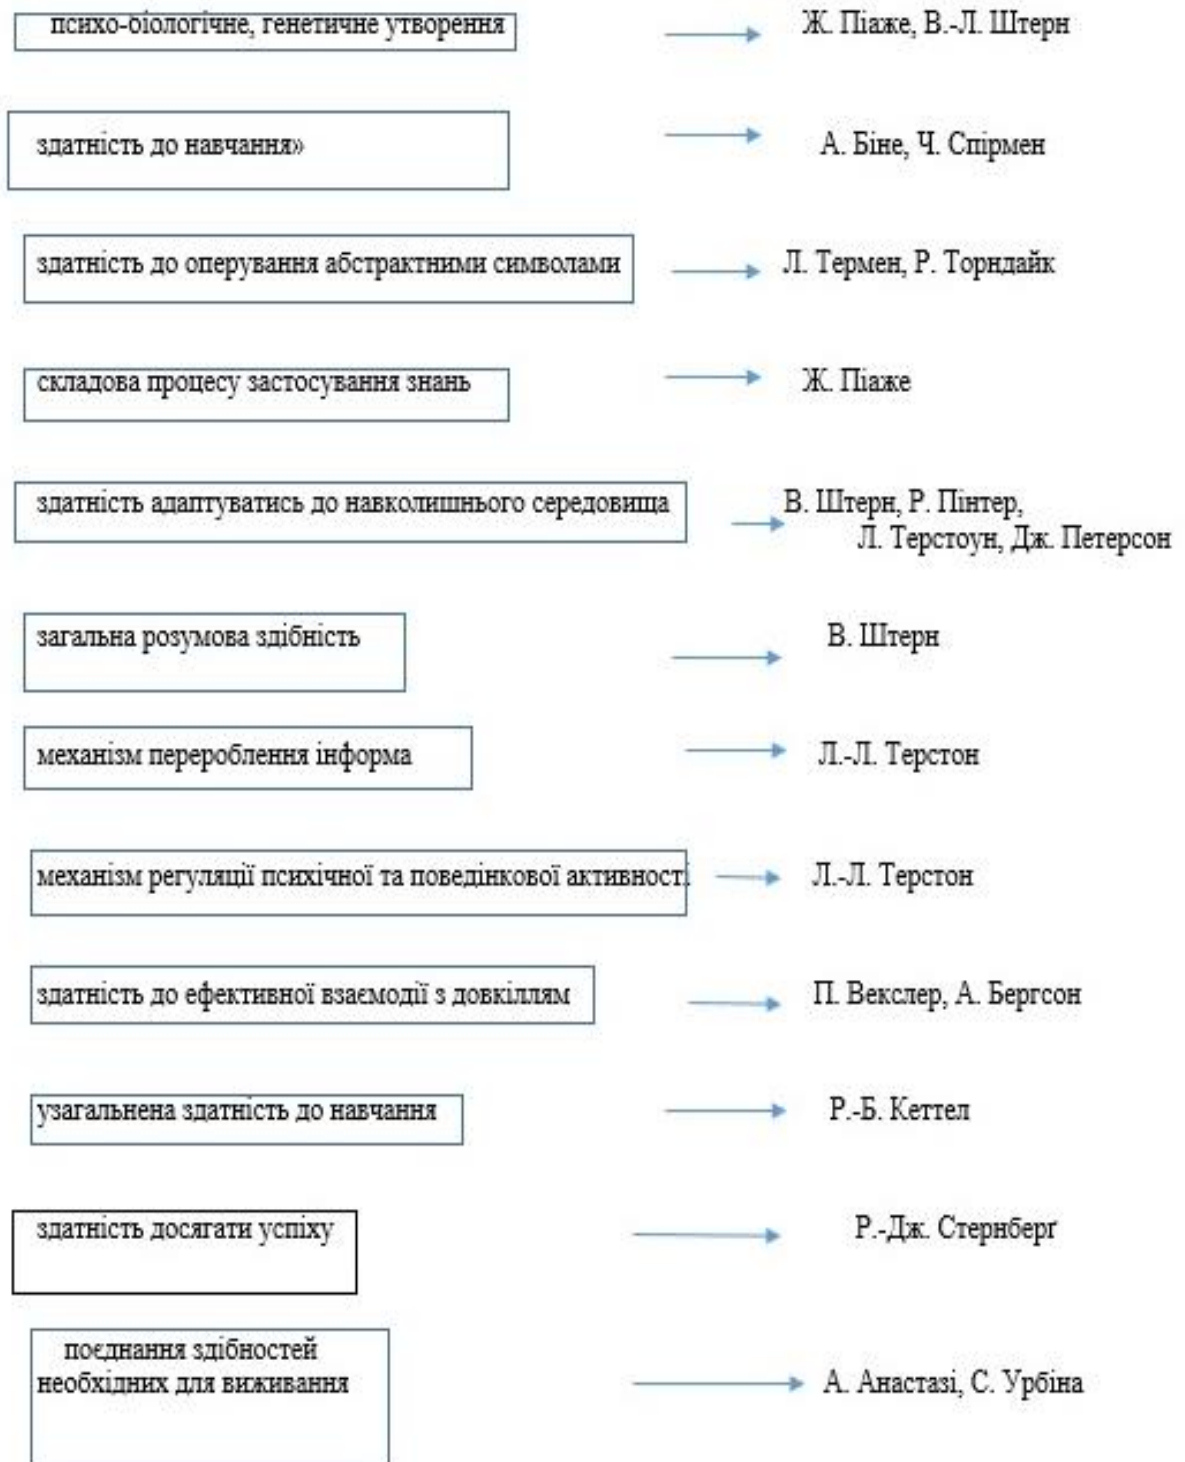 психо-біологічне, генетичне утворення
Ж. Піаже, В.-Л. Штерн
здатність до навчання»
А. Біне, Ч. Спірмен
здатність до оперування абстрактними символами
Л. Термен, Р. Торндайк
складова процесу застосування знань
Ж. Піаже
здатність адаптуватись до навколишнього середовища
В. Штерн, Р. Пінтер,
Л. Терстоун, Дж. Петерсон
загальна розумова здібність
В. Штерн
механізм перероблення інформа
Л.-Л. Терстон
механізм регуляції психічної та поведінкової активності
Л.-Л. Терстон
здатність до ефективної взаємодії з довкіллям
П. Векслер, А. Бергсон
узагальнена здатність до навчання
Р.-Б. Кеттел
здатність досягати успіху
Р.-Дж. Стернберґ
поєднання здібностей
необхідних для виживання
А. Анастазі, С. Урбіна